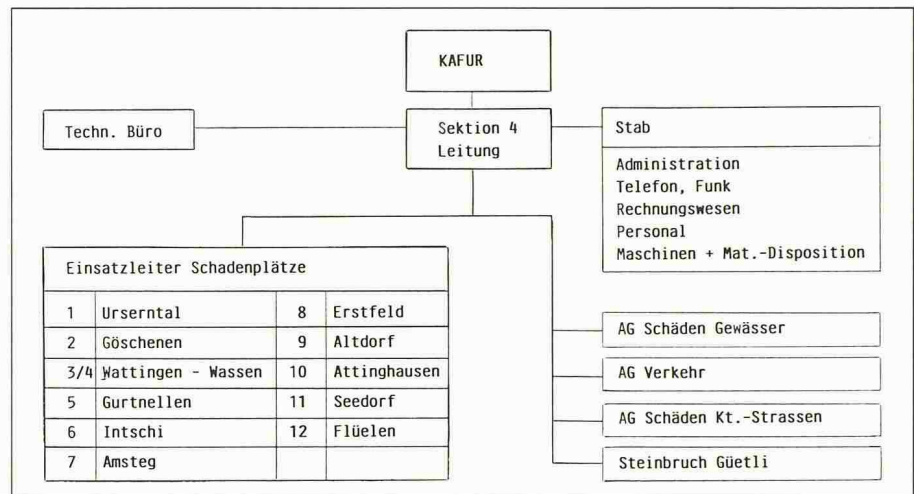 KAFUR
Techn. Büro
Sektion 4
Leitung
Stab
Administration
Telefon, Funk
Rechnungswesen
Personal
Maschinen + Mat.-Disposition
Einsatzleiter Schadenplätze
1 Urserntal 8 Erstfeld
2 Göschenen 9 Altdorf
3/4 Wattingen - Wassen 10 Attinghausen
5 Gurtnellen 11 Seedorf
6 Intschi 12 Flüelen
7 Amsteg
AG Schäden Gewässer
AG Verkehr
AG Schäden Kt.-Strassen
Steinbruch Güetli